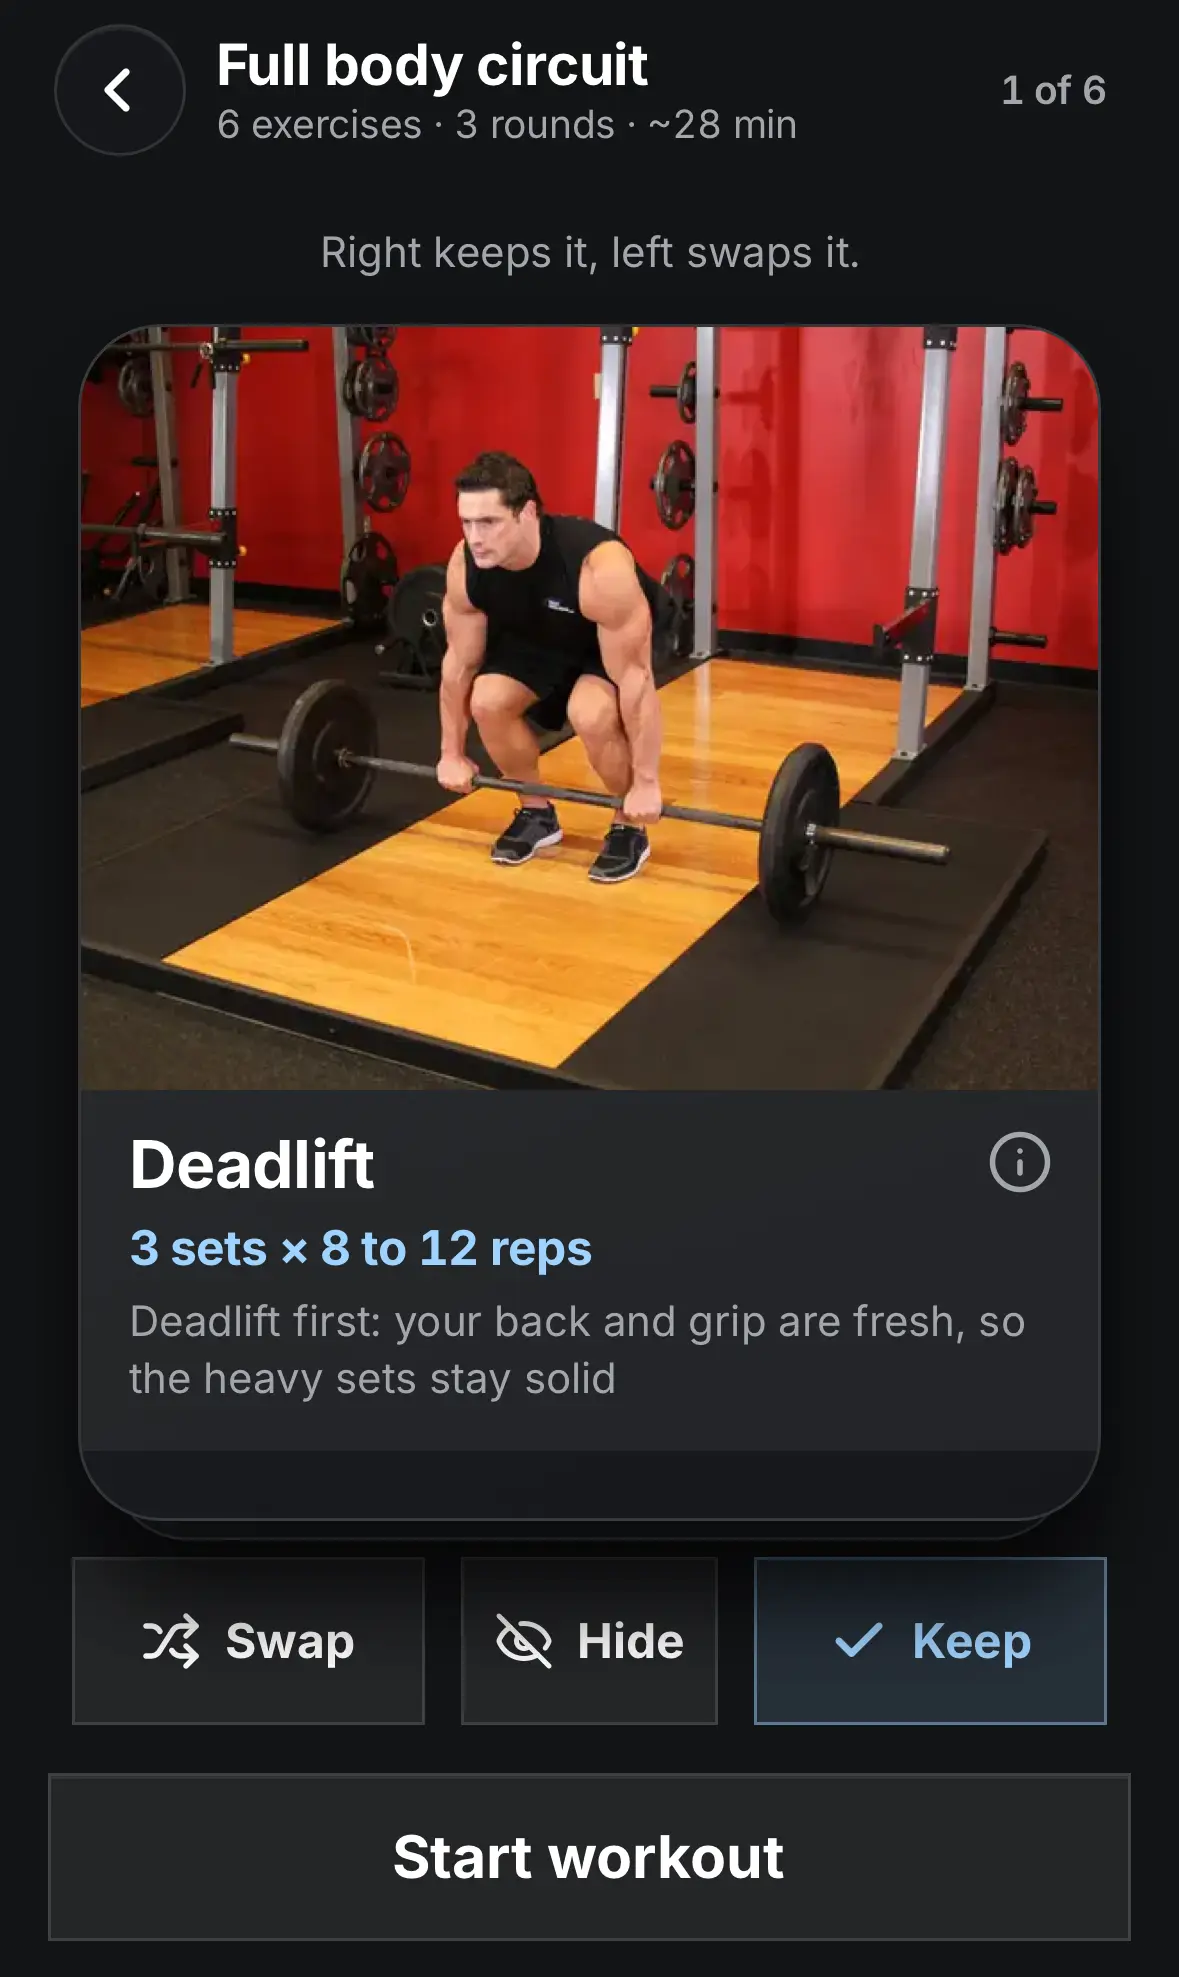 Full body circuit
6 exercises · 3 rounds · ~28 min
1 of 6
Right keeps it, left swaps it.
Deadlift
3 sets × 8 to 12 reps
Deadlift first: your back and grip are fresh, so
the heavy sets stay solid
Swap
Hide
Keep
Start workout